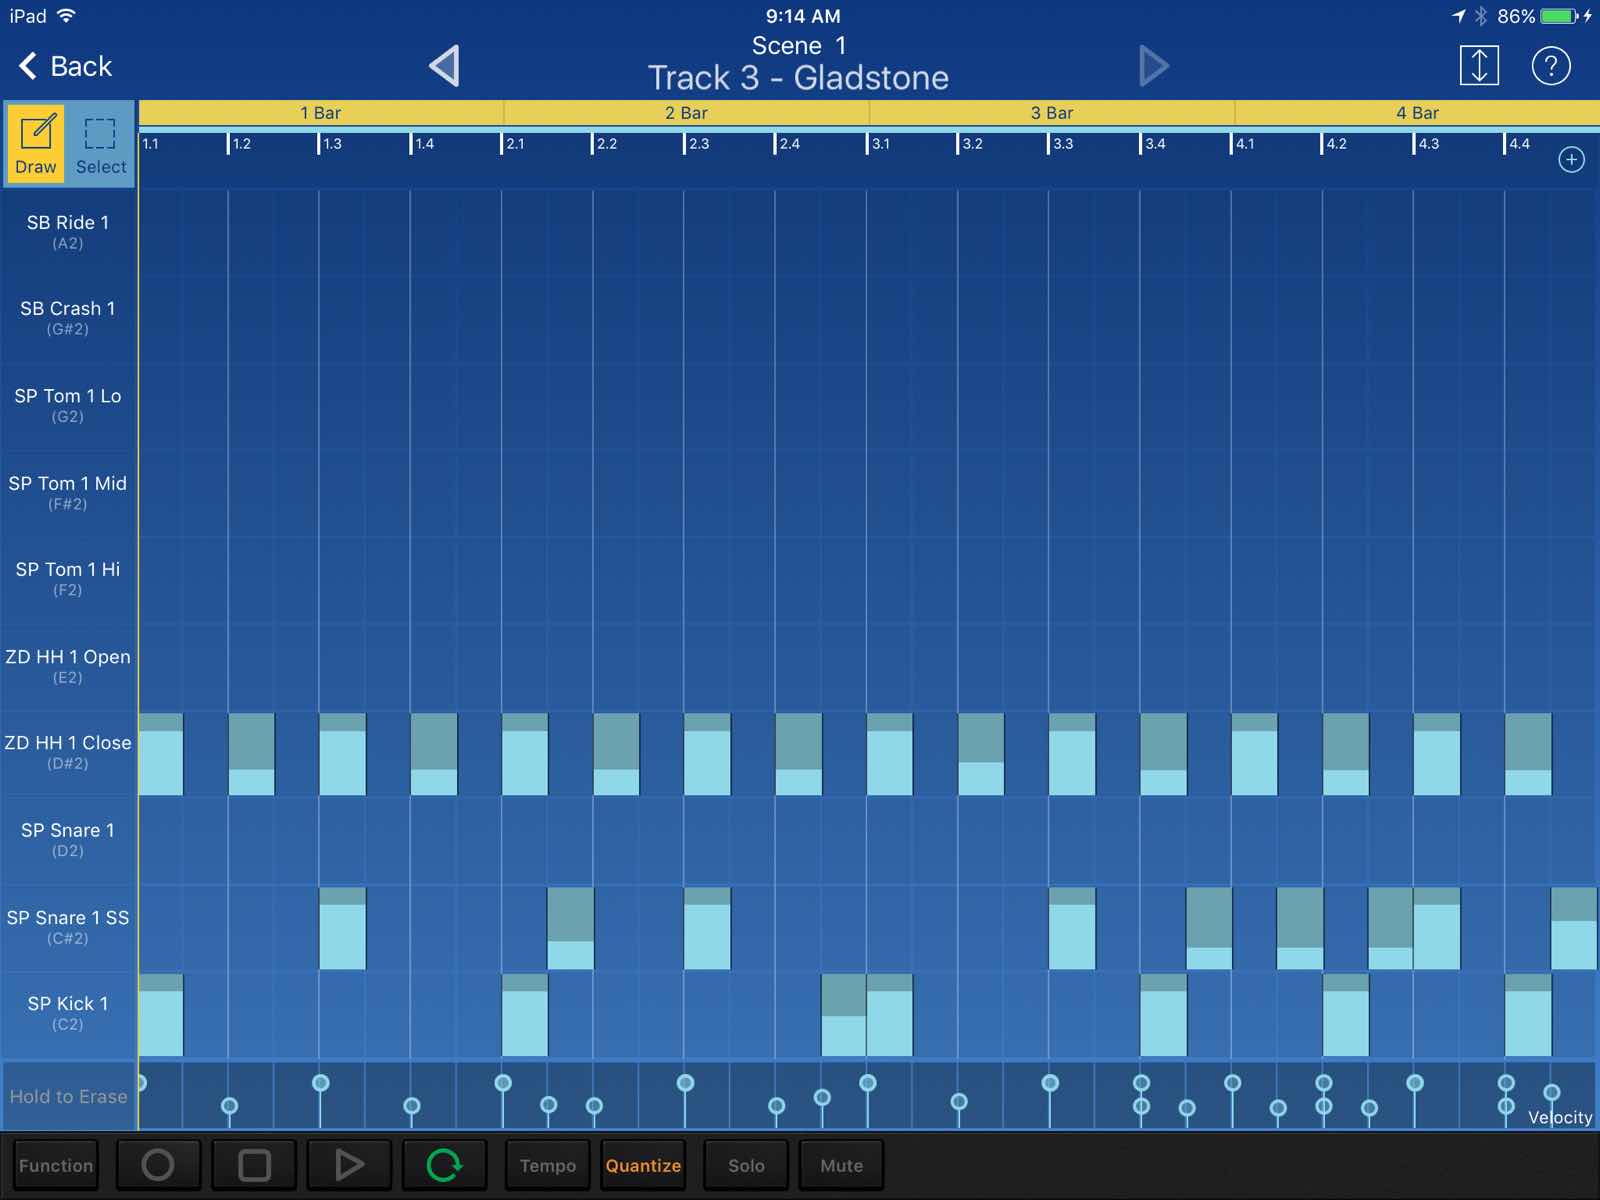 iPad 9:14 AM 86%
Back Scene 1
Track 3 - Gladstone ?
Draw Select
1 Bar 2 Bar 3 Bar 4 Bar
1.1 1.2 1.3 1.4 2.1 2.2 2.3 2.4 3.1 3.2 3.3 3.4 4.1 4.2 4.3 4.4
SB Ride 1
(A2)
SB Crash 1
(G#2)
SP Tom 1 Lo
(G2)
SP Tom 1 Mid
(F#2)
SP Tom 1 Hi
(F2)
ZD HH 1 Open
(E2)
ZD HH 1 Close
(D#2)
SP Snare 1
(D2)
SP Snare 1 SS
(C#2)
SP Kick 1
(C2)
Hold to Erase Velocity
Function Tempo Quantize Solo Mute